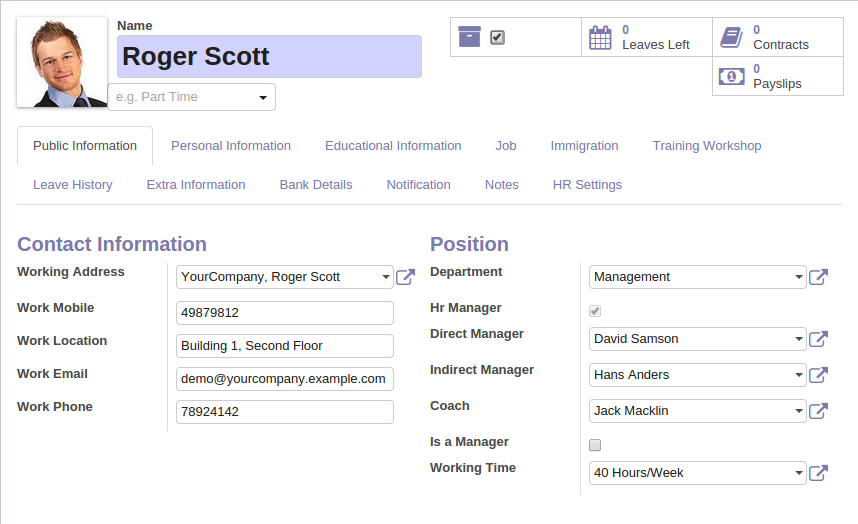 Name
Roger Scott
e.g. Part Time
0
Leaves Left
0
Contracts
0
Payslips
Public Information Personal Information Educational Information Job Immigration Training Workshop
Leave History Extra Information Bank Details Notification Notes HR Settings
Contact Information
Working Address YourCompany, Roger Scott
Work Mobile 49879812
Work Location Building 1, Second Floor
Work Email demo@yourcompany.example.com
Work Phone 78924142
Position
Department Management
Hr Manager
Direct Manager David Samson
Indirect Manager Hans Anders
Coach Jack Macklin
Is a Manager
Working Time 40 Hours/Week